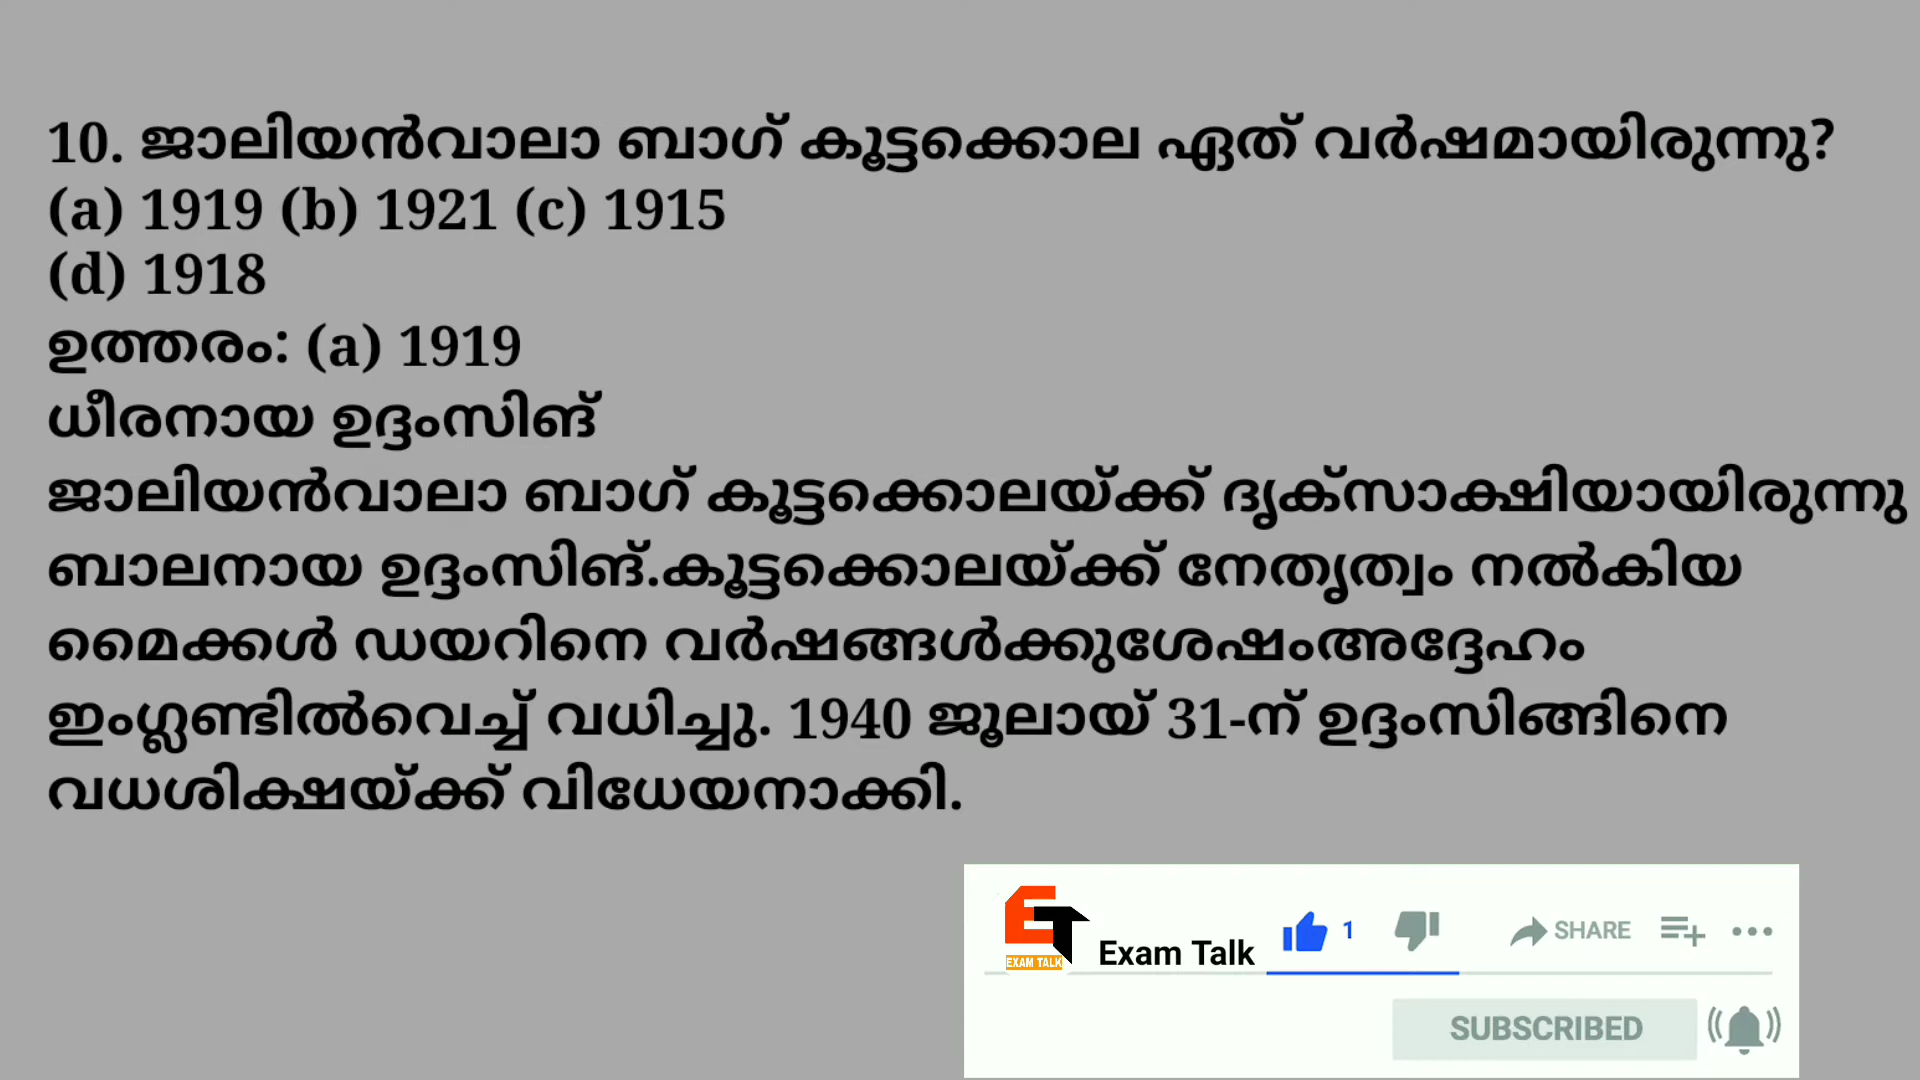 10. ജാലിയൻവാലാ ബാഗ് കൂട്ടക്കൊല ഏത് വർഷമായിരുന്നു?
(a) 1919 (b) 1921 (c) 1915
(d) 1918
ഉത്തരം: (a) 1919
ധീരനായ ഉദ്ദംസിങ്
ജാലിയൻവാലാ ബാഗ് കൂട്ടക്കൊലയ്ക്ക് ദൃക്സാക്ഷിയായിരുന്നു
ബാലനായ ഉദ്ദംസിങ്.കൂട്ടക്കൊലയ്ക്ക് നേതൃത്വം നൽകിയ
മൈക്കൾ ഡയറിനെ വർഷങ്ങൾക്കുശേഷംഅദ്ദേഹം
ഇംഗ്ലണ്ടിൽവെച്ച് വധിച്ചു. 1940 ജൂലായ് 31-ന് ഉദ്ദംസിങ്ങിനെ
വധശിക്ഷയ്ക്ക് വിധേയനാക്കി.
ET
EXAM TALK
Exam Talk 1 SHARE
SUBSCRIBED